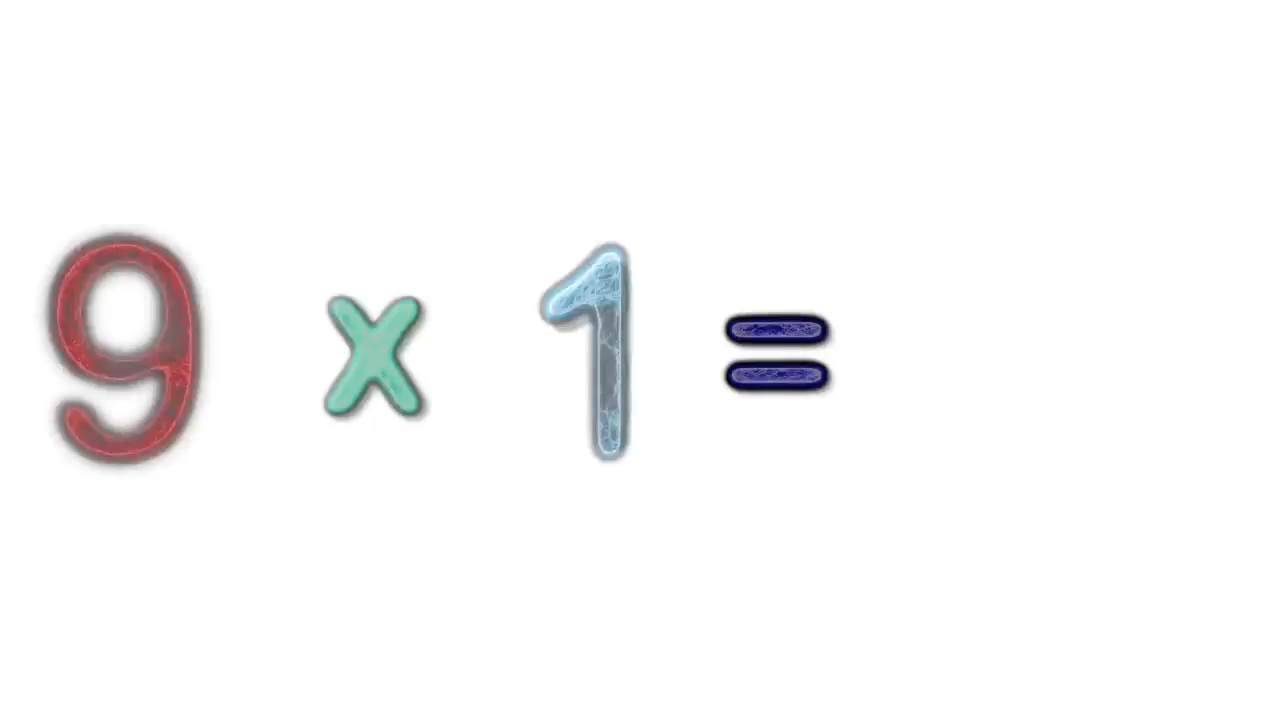 9 x 1 =